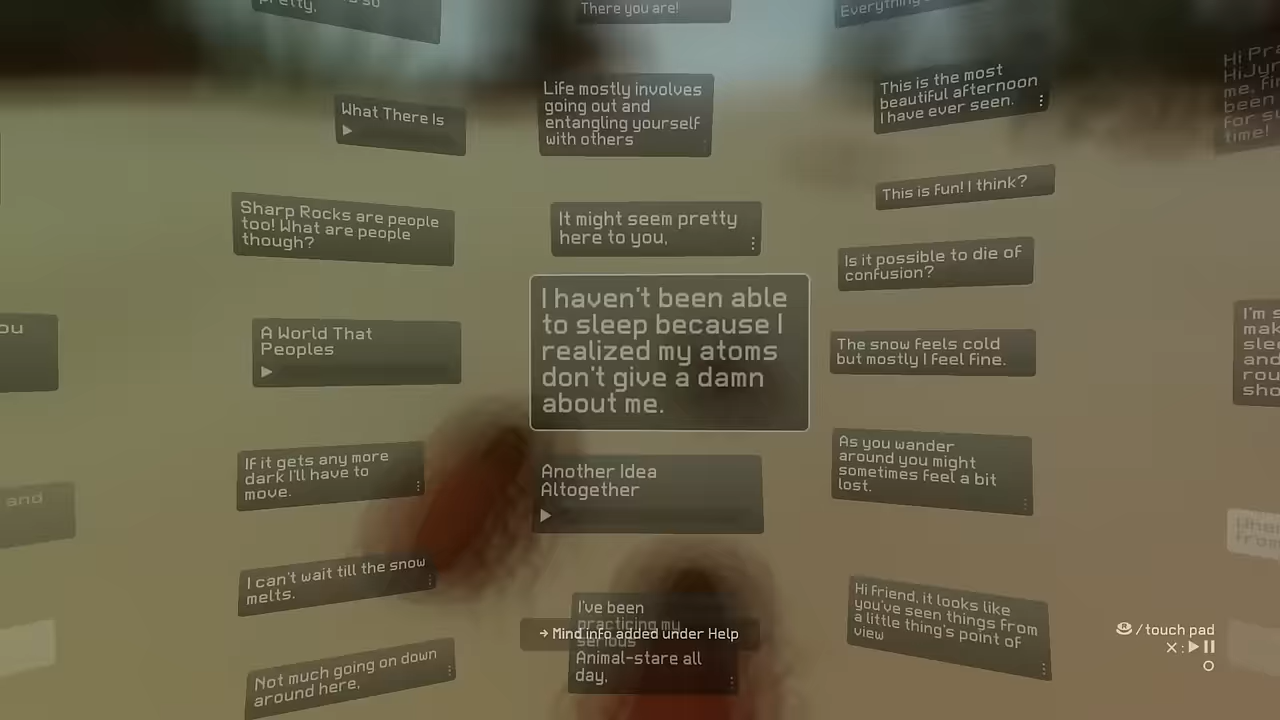 pretty,
There you are!
Everything
What There Is
Life mostly involves
going out and
entangling yourself
with others
This is the most
beautiful afternoon
I have ever seen.
Sharp Rocks are people
too! What are people
though?
It might seem pretty
here to you,
This is fun! I think?
Is it possible to die of
confusion?
A World That
Peoples
I haven't been able
to sleep because I
realized my atoms
don't give a damn
about me.
The snow feels cold
but mostly I feel fine.
If it gets any more
dark I'll have to
move.
Another Idea
Altogether
As you wander
around you might
sometimes feel a bit
lost.
and
I can't wait till the snow
melts.
I've been
practicing my
serious
Animal-stare all
day,
→ Mind info added under Help
Hi friend, it looks like
you've seen things from
a little thing's point of
view
Not much going on down
around here,
I'm
R / touch pad
X : ▶ II
O